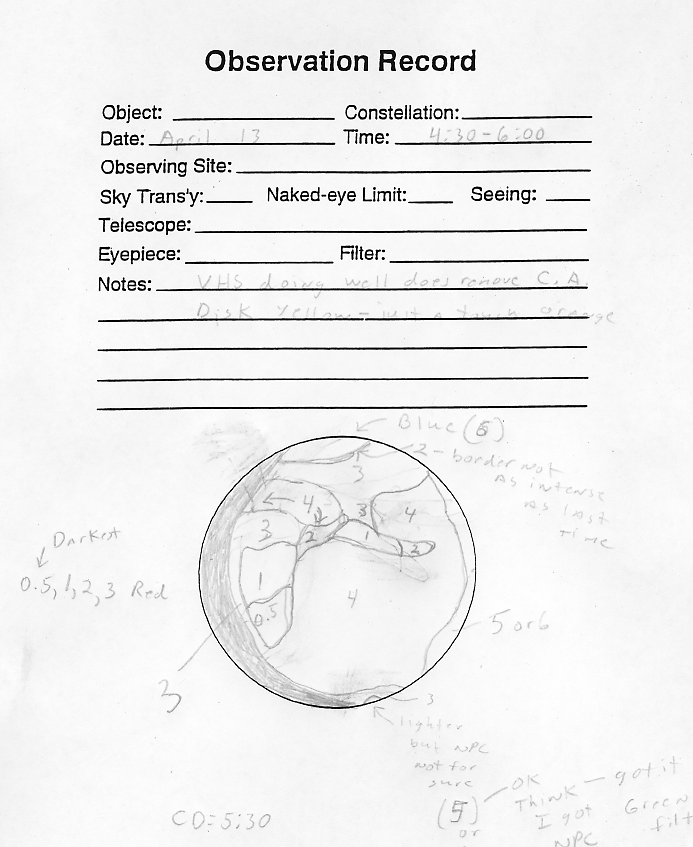 Observation Record
Object: Constellation:
Date: April 13 Time: 4:30-6:00
Observing Site:
Sky Trans'y: Naked-eye Limit: Seeing:
Telescope:
Eyepiece: Filter:
Notes: VHS doing well does remove C.A.
Disk Yellow - just a touch orange
Blue (6)
2 - border not
as intense
as last
time
3
4
3
4
3
2
1
2
1
4
0.5
Darkest
0.5, 1, 2, 3 Red
5 or 6
3
3
lighter
but NPC
not for
sure
(5)
or
OK
Think
I got
NPC
got it
Green
filt
CD=5:30